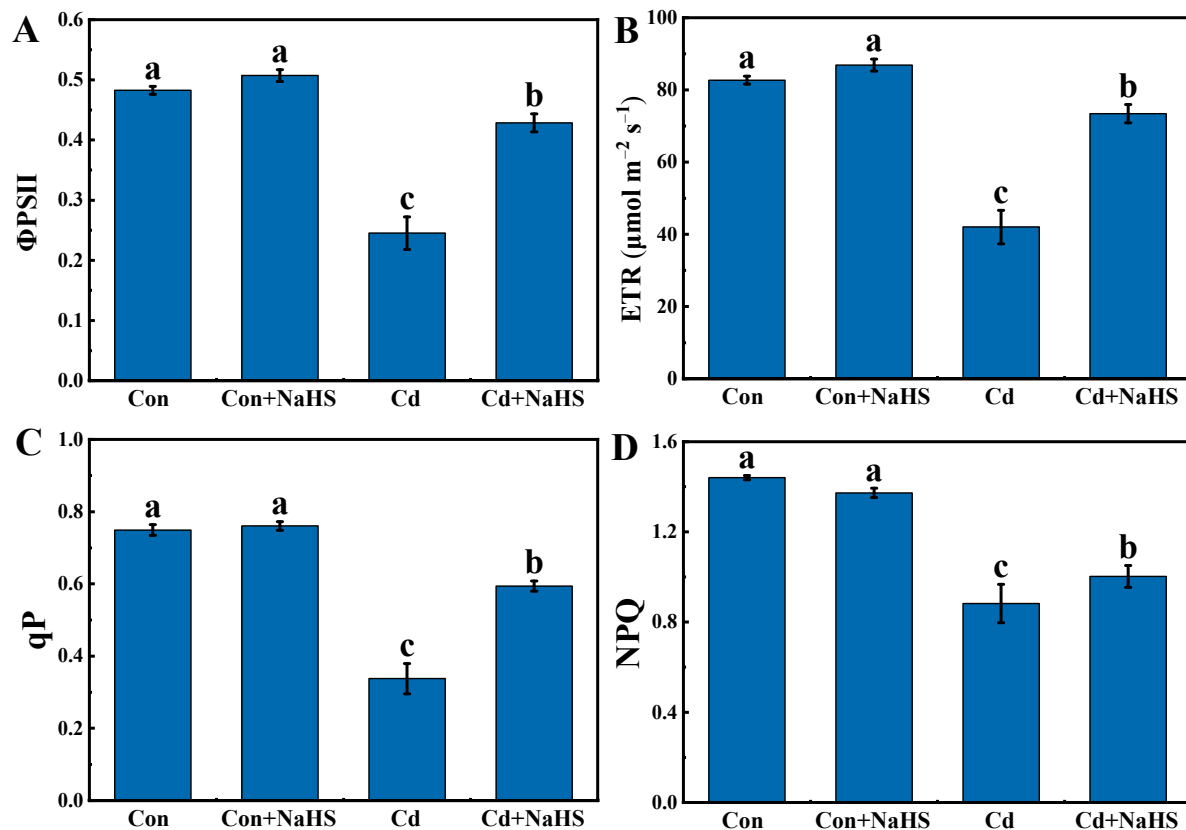 A
ΦPSII
0.6
0.5
0.4
0.3
0.2
0.1
0.0
a
a
c
b
Con
Con+NaHS
Cd
Cd+NaHS
B
ETR (μmol m⁻² s⁻¹)
100
80
60
40
20
0
a
a
c
b
Con
Con+NaHS
Cd
Cd+NaHS
C
qP
1.0
0.8
0.6
0.4
0.2
0.0
a
a
c
b
Con
Con+NaHS
Cd
Cd+NaHS
D
NPQ
1.6
1.2
0.8
0.4
0.0
a
a
c
b
Con
Con+NaHS
Cd
Cd+NaHS